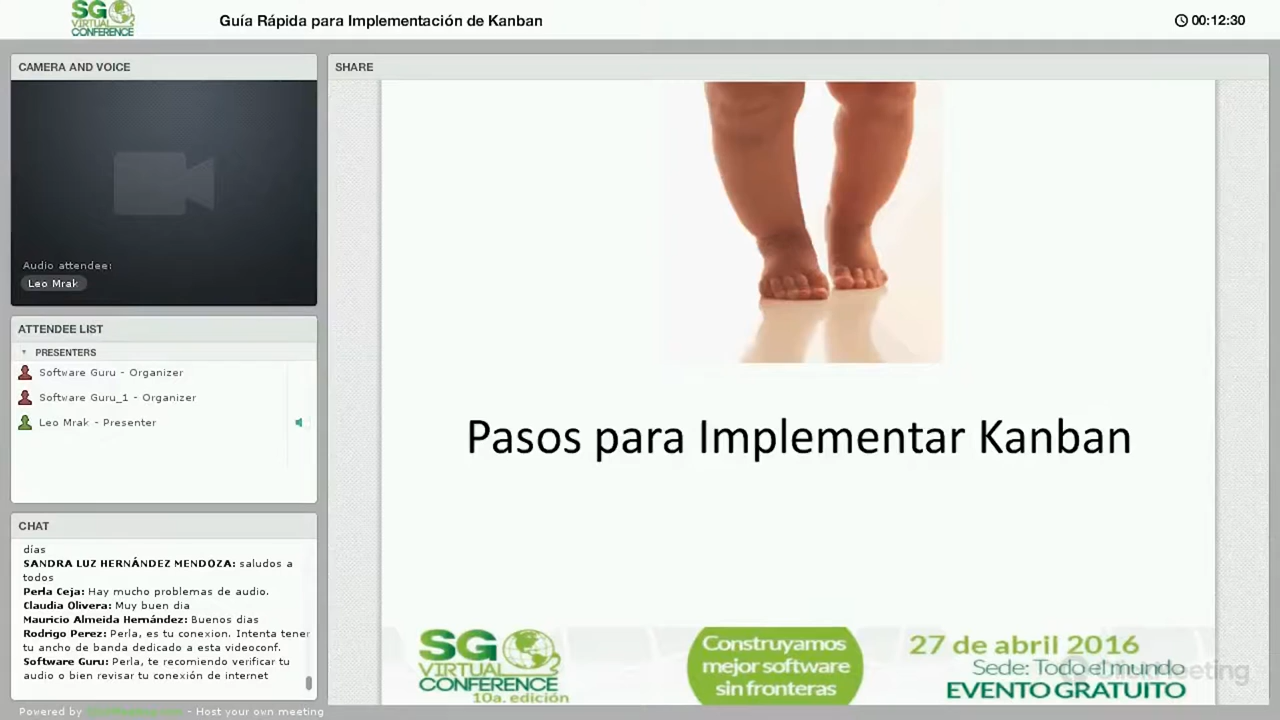 SG
VIRTUAL
CONFERENCE
Guía Rápida para Implementación de Kanban
00:12:30
CAMERA AND VOICE
Audio attendee:
Leo Mrak
ATTENDEE LIST
PRESENTERS
Software Guru - Organizer
Software Guru_1 - Organizer
Leo Mrak - Presenter
CHAT
días
SANDRA LUZ HERNÁNDEZ MENDOZA: saludos a
todos
Perla Ceja: Hay mucho problemas de audio.
Claudia Olivera: Muy buen dia
Mauricio Almeida Hernández: Buenos dias
Rodrigo Perez: Perla, es tu conexion. Intenta tener
tu ancho de banda dedicado a esta videoconf.
Software Guru: Perla, te recomiendo verificar tu
audio o bien revisar tu conexión de internet
Powered by - Host your own meeting
SHARE
Pasos para Implementar Kanban
SG
VIRTUAL
CONFERENCE
10a. edición
Construyamos
mejor software
sin fronteras
27 de abril 2016
Sede: Todo el mundo
EVENTO GRATUITO
ClickMeeting